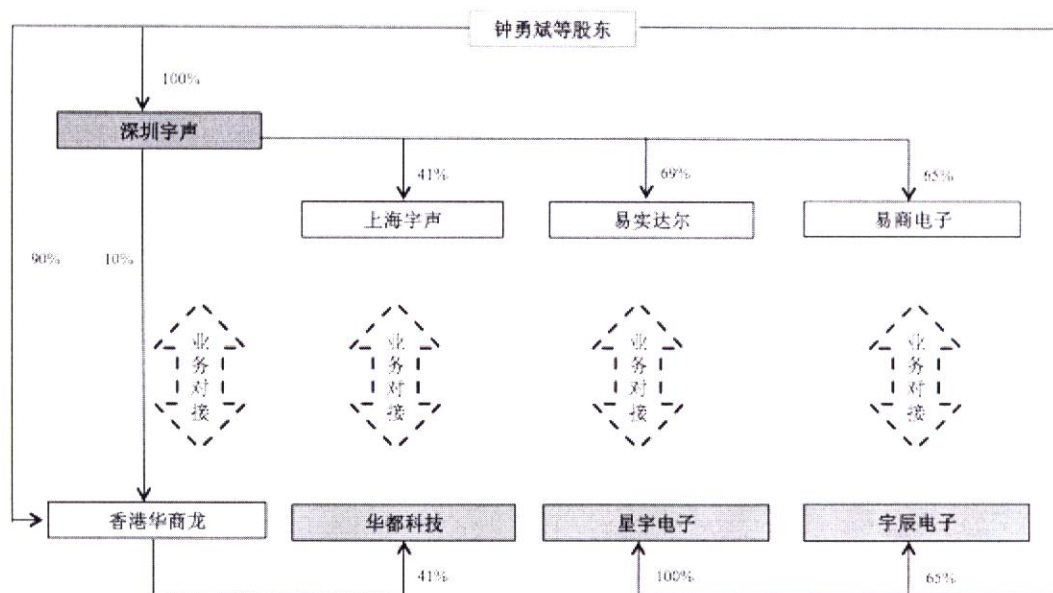 钟勇斌等股东
100%
深圳宇声
41%
69%
65%
上海宇声
易实达尔
易商电子
90%
10%
业务对接
业务对接
业务对接
业务对接
香港华商龙
华都科技
星宇电子
宇辰电子
41%
100%
65%